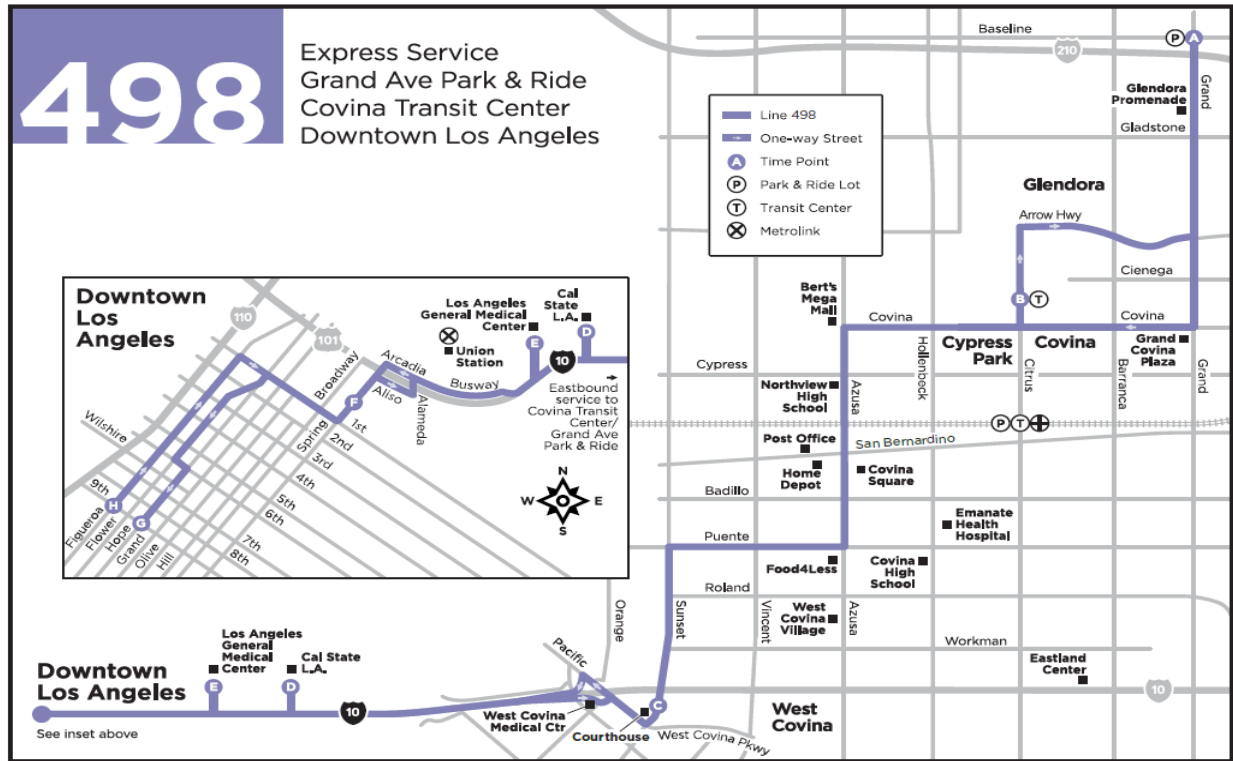 498
Express Service
Grand Ave Park & Ride
Covina Transit Center
Downtown Los Angeles
Line 498
One-way Street
A
Time Point
P
Park & Ride Lot
T
Transit Center
Metrolink
Baseline
210
P
A
Grand
Glendora
Promenade
Gladstone
Glendora
Arrow Hwy
Cienega
B
T
Bert's
Mega
Mall
Covina
Covina
Hollenbeck
Cypress
Park
Covina
Citrus
Barranca
Grand
Covina
Plaza
Grand
Cypress
Northview
High
School
Azusa
P
T
Post Office
San Bernardino
Home
Depot
Covina
Square
Badillo
Emanate
Health
Hospital
Puente
Food4Less
Covina
High
School
Roland
Orange
Sunset
Vincent
West
Covina
Village
Azusa
Workman
Pacific
Eastland
Center
10
West Covina
Medical Ctr
C
Courthouse
West Covina Pkwy
West
Covina
Downtown
Los
Angeles
110
101
Los Angeles
General Medical
Center
Cal
State
L.A.
D
E
Union
Station
10
Broadway
Arcadia
Aliso
Busway
Alameda
Eastbound
service to
Covina Transit
Center/
Grand Ave
Park & Ride
F
Spring
1st
2nd
3rd
4th
5th
6th
7th
8th
Wilshire
9th
H
G
Figueroa
Flower
Hope
Grand
Olive
Hill
N
W
E
S
Downtown
Los Angeles
See inset above
Los Angeles
General
Medical
Center
E
Cal State
L.A.
D
10